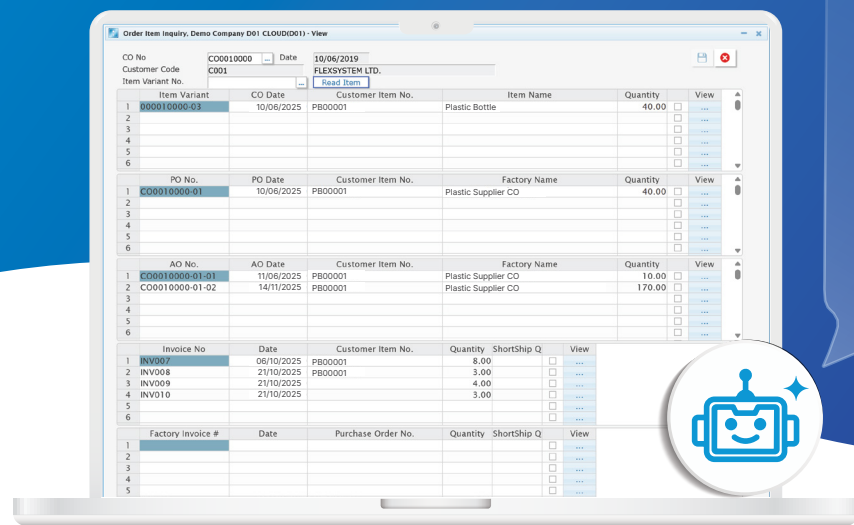 Order Item Inquiry, Demo Company D01 CLOUD(D01) - View
CO No CO0010000 ... Date 10/06/2019
Customer Code C001 FLEXSYSTEM LTD.
Item Variant No. ... Read Item
Item Variant CO Date Customer Item No. Item Name Quantity View
1 000010000-03 10/06/2025 PB00001 Plastic Bottle 40.00 ...
2 ...
3 ...
4 ...
5 ...
6 ...
PO No. PO Date Customer Item No. Factory Name Quantity View
1 CO0010000-01 10/06/2025 PB00001 Plastic Supplier CO 40.00 ...
2 ...
3 ...
4 ...
5 ...
6 ...
AO No. AO Date Customer Item No. Factory Name Quantity View
1 CO0010000-01-01 11/06/2025 PB00001 Plastic Supplier CO 10.00 ...
2 CO0010000-01-02 14/11/2025 PB00001 Plastic Supplier CO 170.00 ...
3 ...
4 ...
5 ...
6 ...
Invoice No Date Customer Item No. Quantity ShortShip Q View
1 INV007 06/10/2025 PB00001 8.00 ...
2 INV008 21/10/2025 PB00001 3.00 ...
3 INV009 21/10/2025 4.00 ...
4 INV010 21/10/2025 3.00 ...
5 ...
6 ...
Factory Invoice # Date Purchase Order No. Quantity ShortShip Q View
1 ...
2 ...
3 ...
4 ...
5 ...